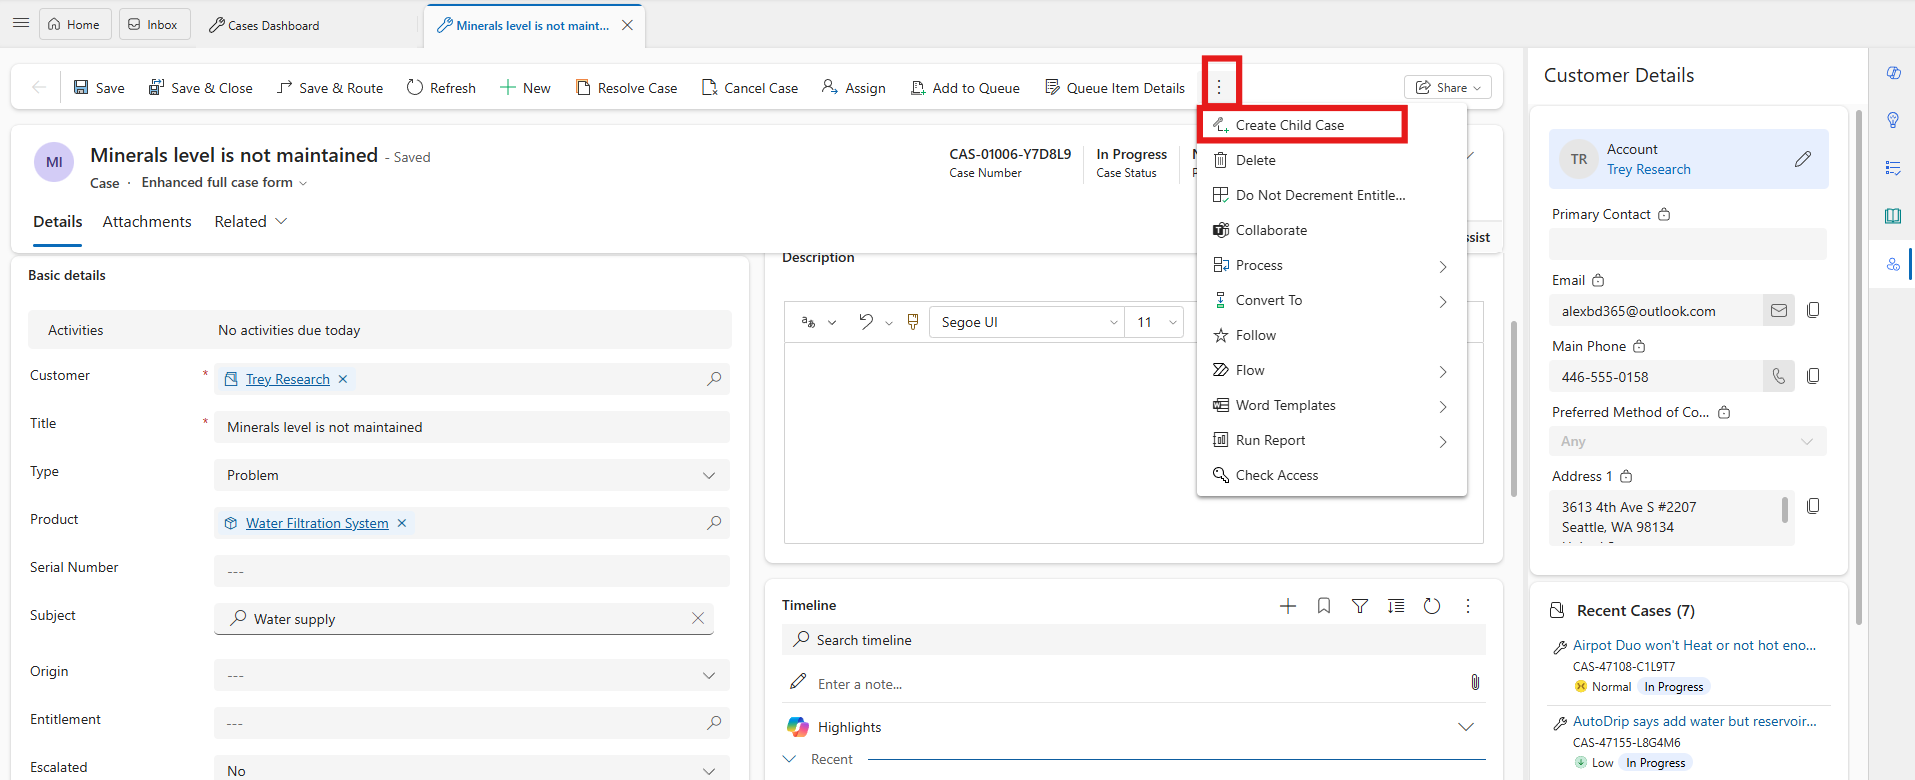 Home
Inbox
Cases Dashboard
Minerals level is not maint...
Save
Save & Close
Save & Route
Refresh
New
Resolve Case
Cancel Case
Assign
Add to Queue
Queue Item Details
Share
MI
Minerals level is not maintained - Saved
Case · Enhanced full case form
CAS-01006-Y7D8L9
Case Number
In Progress
Case Status
Details
Attachments
Related
Create Child Case
Delete
Do Not Decrement Entitle...
Collaborate
Process
Convert To
Follow
Flow
Word Templates
Run Report
Check Access
Basic details
Activities
No activities due today
Customer *
Trey Research
Title *
Minerals level is not maintained
Type
Problem
Product
Water Filtration System
Serial Number
---
Subject
Water supply
Origin
---
Entitlement
---
Escalated
No
Description
Segoe UI
11
Timeline
Search timeline
Enter a note...
Highlights
Recent
Customer Details
TR
Account
Trey Research
Primary Contact
Email
alexbd365@outlook.com
Main Phone
446-555-0158
Preferred Method of Co...
Any
Address 1
3613 4th Ave S #2207
Seattle, WA 98134
Recent Cases (7)
Airpot Duo won't Heat or not hot eno...
CAS-47108-C1L9T7
Normal
In Progress
AutoDrip says add water but reservoir...
CAS-47155-L8G4M6
Low
In Progress